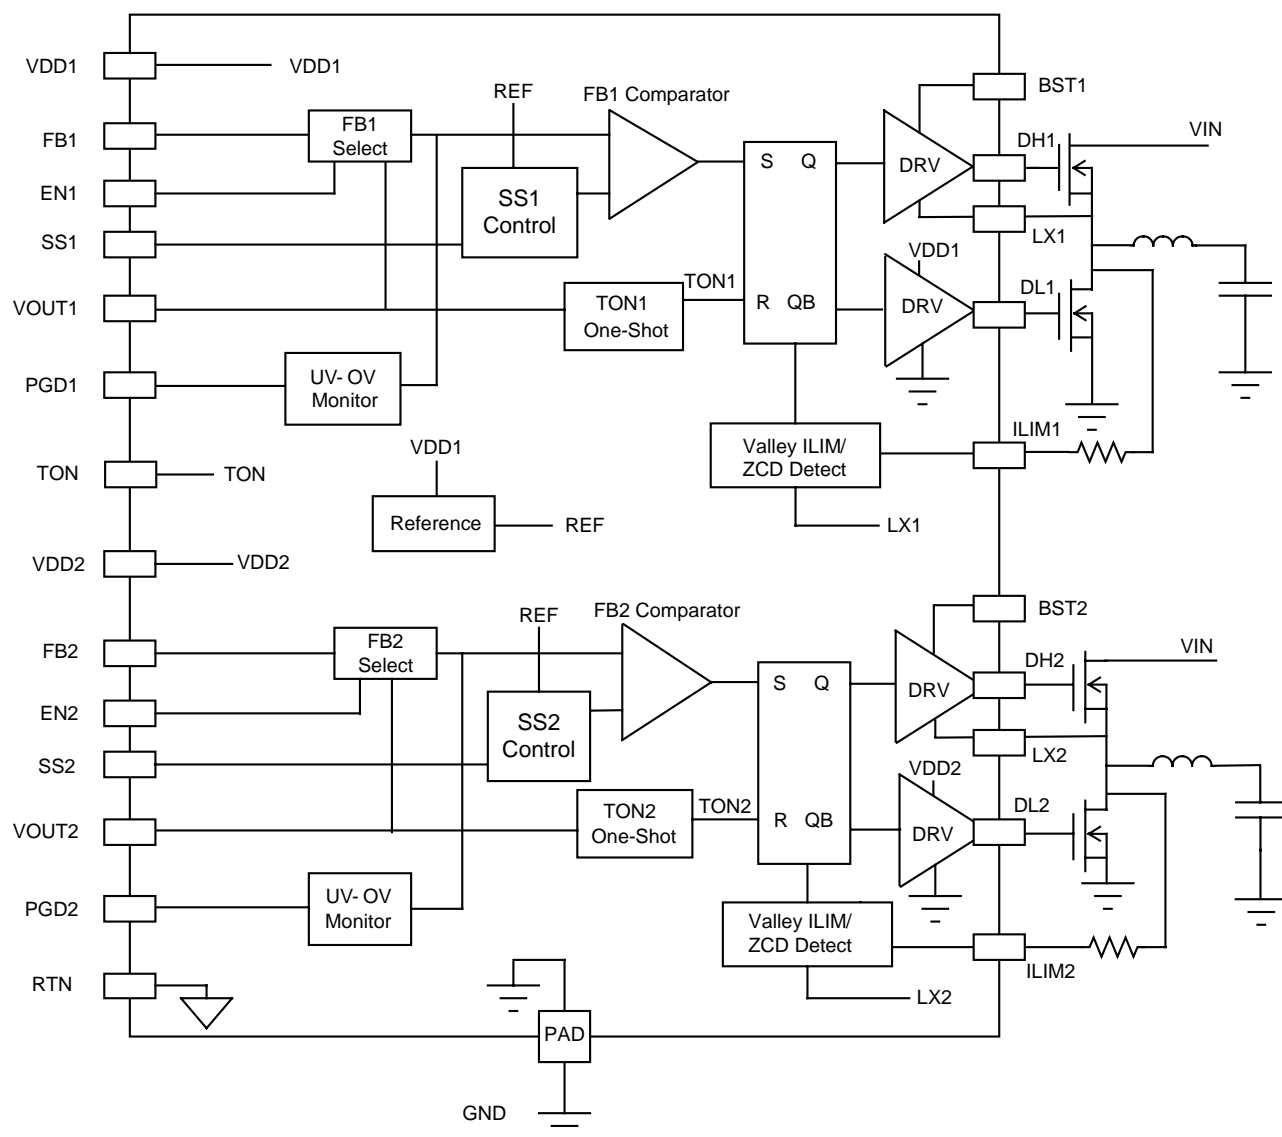 VDD1
VDD1
BST1
REF
FB1 Comparator
FB1
FB1
Select
DH1
VIN
S
Q
DRV
EN1
SS1
Control
SS1
LX1
VDD1
TON1
DL1
VOUT1
TON1
One-Shot
R
QB
DRV
PGD1
UV- OV
Monitor
ILIM1
VDD1
Valley ILIM/
ZCD Detect
TON
TON
Reference
REF
LX1
VDD2
VDD2
BST2
REF
FB2 Comparator
FB2
FB2
Select
DH2
VIN
S
Q
DRV
EN2
SS2
Control
SS2
LX2
VDD2
TON2
DL2
VOUT2
TON2
One-Shot
R
QB
DRV
PGD2
UV- OV
Monitor
Valley ILIM/
ZCD Detect
ILIM2
RTN
LX2
PAD
GND